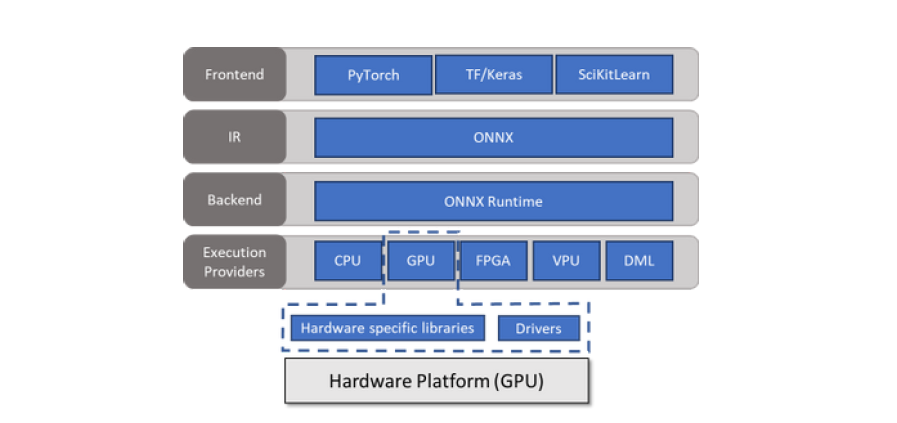 Frontend
PyTorch
TF/Keras
SciKitLearn
IR
ONNX
Backend
ONNX Runtime
Execution
Providers
CPU
GPU
FPGA
VPU
DML
Hardware specific libraries
Drivers
Hardware Platform (GPU)